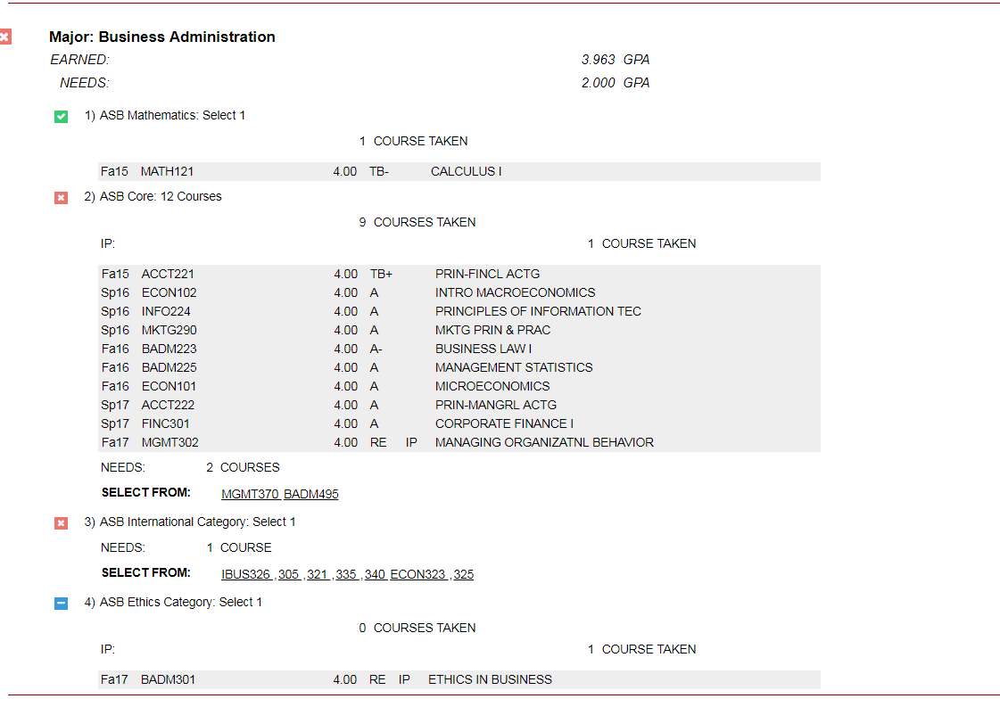 Major: Business Administration
EARNED: 3.963 GPA
NEEDS: 2.000 GPA
1) ASB Mathematics: Select 1
1 COURSE TAKEN
Fa15 MATH121 4.00 TB- CALCULUS I
2) ASB Core: 12 Courses
9 COURSES TAKEN
IP: 1 COURSE TAKEN
Fa15 ACCT221 4.00 TB+ PRIN-FINCL ACTG
Sp16 ECON102 4.00 A INTRO MACROECONOMICS
Sp16 INFO224 4.00 A PRINCIPLES OF INFORMATION TEC
Sp16 MKTG290 4.00 A MKTG PRIN & PRAC
Fa16 BADM223 4.00 A- BUSINESS LAW I
Fa16 BADM225 4.00 A MANAGEMENT STATISTICS
Fa16 ECON101 4.00 A MICROECONOMICS
Sp17 ACCT222 4.00 A PRIN-MANGRL ACTG
Sp17 FINC301 4.00 A CORPORATE FINANCE I
Fa17 MGMT302 4.00 RE IP MANAGING ORGANIZATNL BEHAVIOR
NEEDS: 2 COURSES
SELECT FROM: MGMT370 BADM495
3) ASB International Category: Select 1
NEEDS: 1 COURSE
SELECT FROM: IBUS326 ,305 ,321 ,335 ,340 ECON323 ,325
4) ASB Ethics Category: Select 1
0 COURSES TAKEN
IP: 1 COURSE TAKEN
Fa17 BADM301 4.00 RE IP ETHICS IN BUSINESS